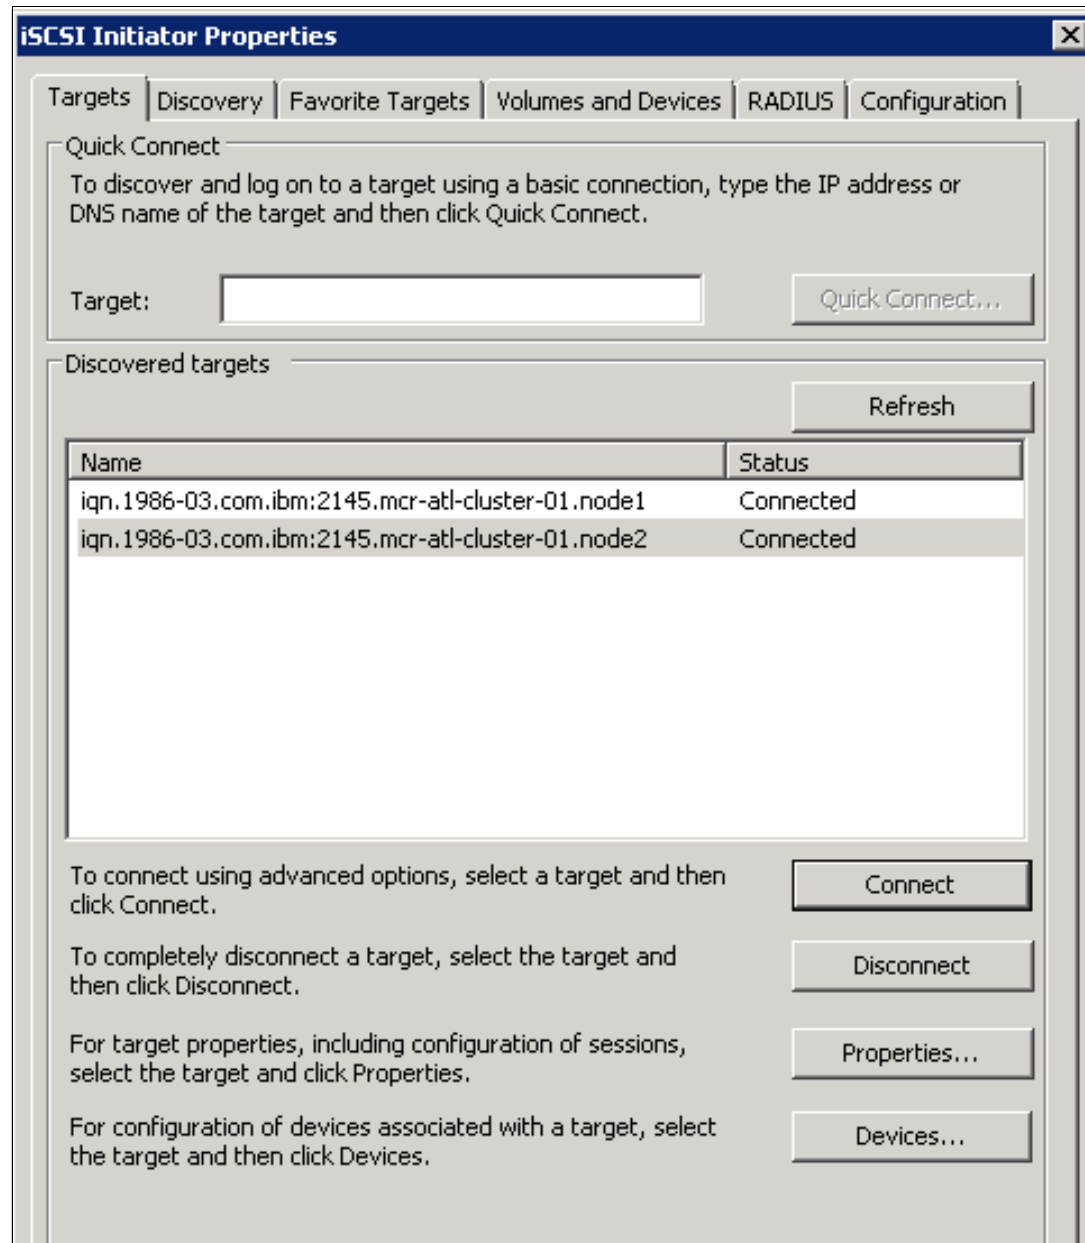 iSCSI Initiator Properties
Targets Discovery Favorite Targets Volumes and Devices RADIUS Configuration
Quick Connect
To discover and log on to a target using a basic connection, type the IP address or
DNS name of the target and then click Quick Connect.
Target:
Quick Connect...
Discovered targets
Refresh
Name Status
iqn.1986-03.com.ibm:2145.mcr-atl-cluster-01.node1 Connected
iqn.1986-03.com.ibm:2145.mcr-atl-cluster-01.node2 Connected
To connect using advanced options, select a target and then
click Connect.
Connect
To completely disconnect a target, select the target and
then click Disconnect.
Disconnect
For target properties, including configuration of sessions,
select the target and click Properties.
Properties...
For configuration of devices associated with a target, select
the target and then click Devices.
Devices...